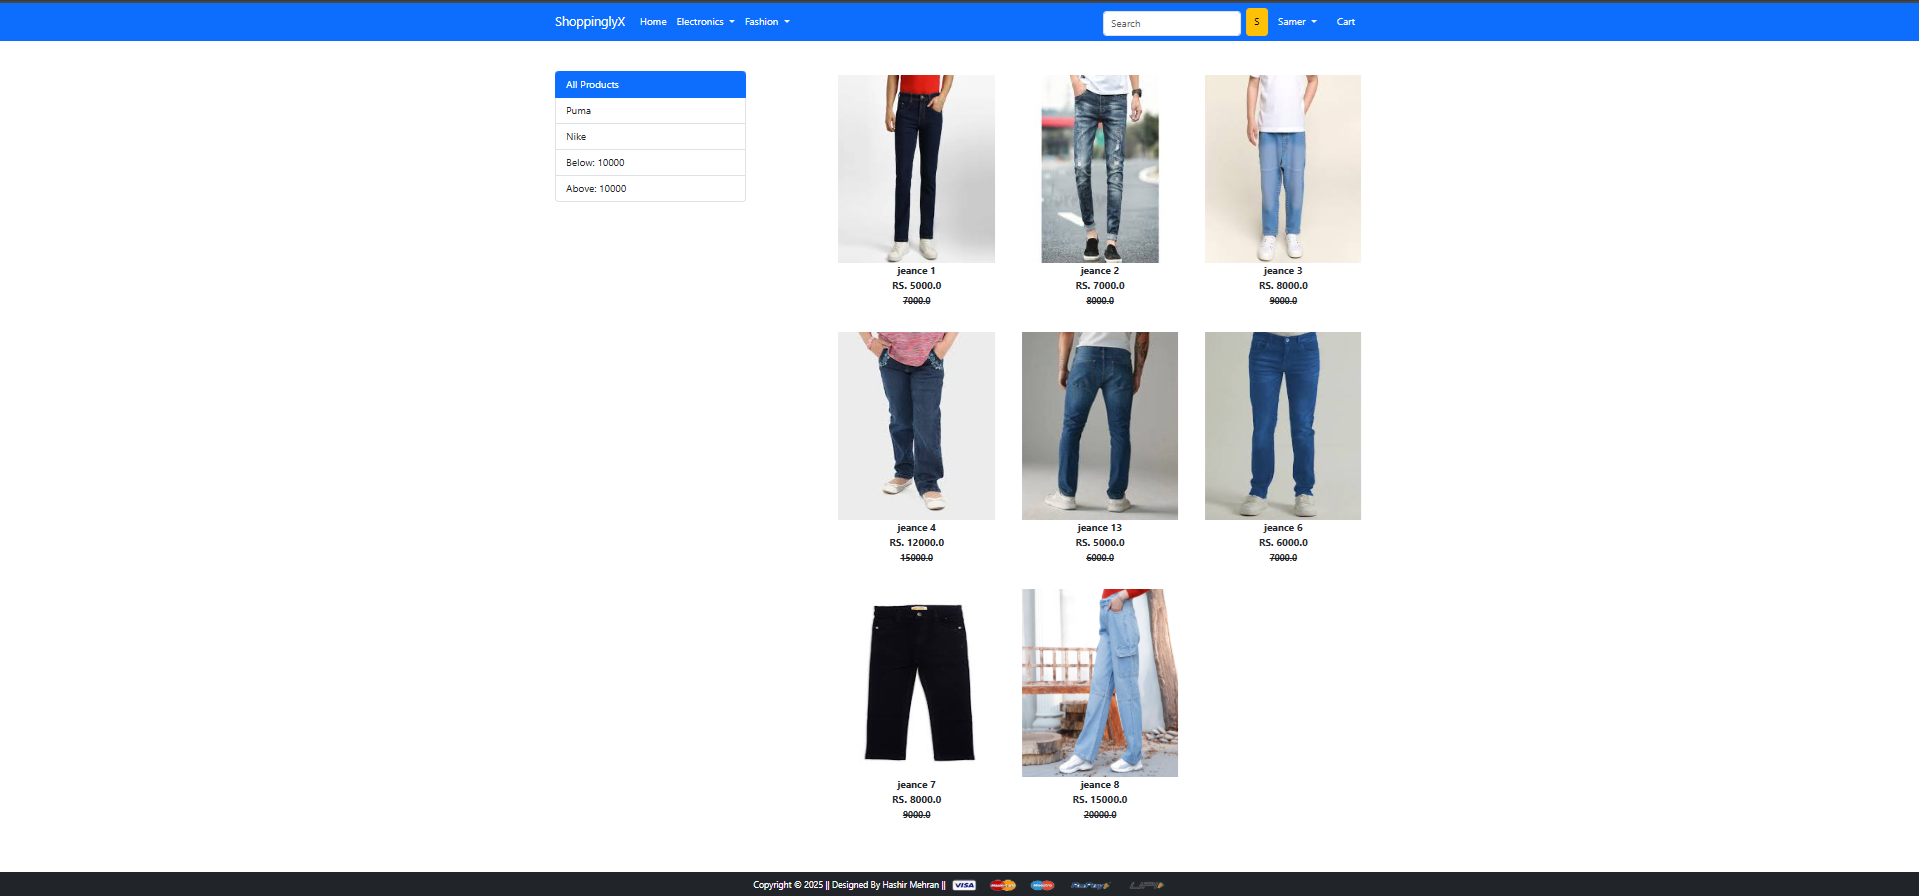 ShoppinglyX Home Electronics Fashion Search S Samer Cart
All Products
Puma
Nike
Below: 10000
Above: 10000
jeance 1
RS. 5000.0
7000.0
jeance 2
RS. 7000.0
8000.0
jeance 3
RS. 8000.0
9000.0
jeance 4
RS. 12000.0
15000.0
jeance 13
RS. 5000.0
6000.0
jeance 6
RS. 6000.0
7000.0
jeance 7
RS. 8000.0
9000.0
jeance 8
RS. 15000.0
20000.0
Copyright © 2025 || Designed By Hashir Mehran || VISA MasterCard Maestro RuPay UPI